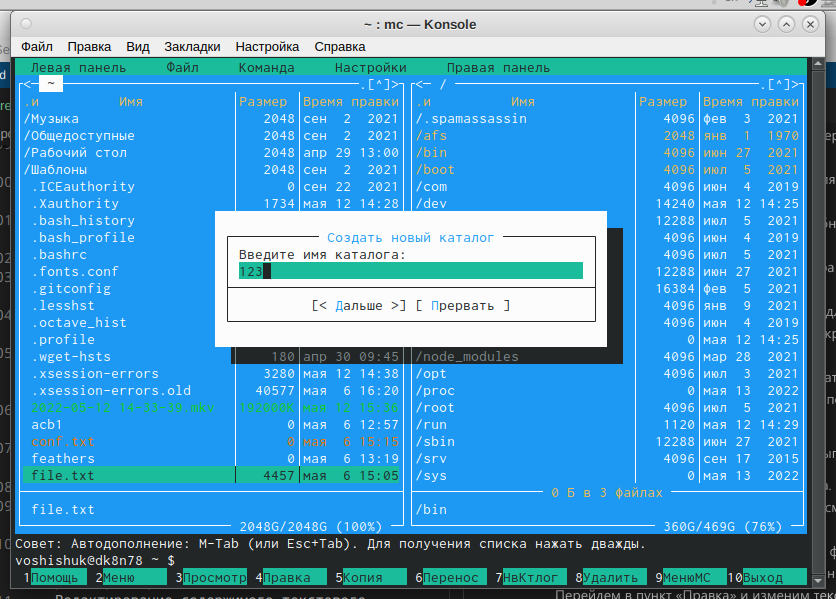 ~ : mc — Konsole
Файл Правка Вид Закладки Настройка Справка
Левая панель Файл Команда Настройки Правая панель
<─ ~ .[^]> <─ / .[^]>
.и Имя Размер Время правки .и Имя Размер Время правки
/Музыка 2048 сен 2 2021 /.spamassassin 4096 фев 3 2021
/Общедоступные 2048 сен 2 2021 /afs 2048 янв 1 1970
/Рабочий стол 2048 апр 29 13:00 /bin 4096 июн 27 2021
/Шаблоны 2048 сен 2 2021 /boot 4096 июл 5 2021
.ICEauthority 0 сен 22 2021 /com 4096 июн 4 2019
.Xauthority 1734 мая 12 14:28 /dev 14240 мая 12 14:25
.bash_history 12288 июл 5 2021
.bash_profile 4096 июн 4 2019
.bashrc 4096 июл 5 2021
.fonts.conf 12288 июн 27 2021
.gitconfig 16384 фев 5 2021
.lesshst 4096 янв 9 2021
.octave_hist 4096 июн 4 2019
.profile 0 мая 12 14:25
Создать новый каталог
Введите имя каталога:
123
[< Дальше >] [ Прервать ]
.wget-hsts 180 апр 30 09:45 /node_modules 4096 мар 28 2021
.xsession-errors 3280 мая 12 14:38 /opt 4096 июл 3 2021
.xsession-errors.old 40577 мая 6 16:20 /proc 0 мая 13 2022
2022-05-12 14-33-39.mkv мая 12 15:36 /root 4096 июл 5 2021
acb1 0 мая 6 12:57 /run 1120 мая 12 14:29
conf.txt 0 мая 6 15:15 /sbin 12288 июн 27 2021
feathers 0 мая 6 13:19 /srv 4096 сен 17 2015
file.txt 4457 мая 6 15:05 /sys 0 мая 13 2022
0 Б в 3 файлах
file.txt /bin
2048G/2048G (100%) 360G/469G (76%)
Совет: Автодополнение: M-Tab (или Esc+Tab). Для получения списка нажать дважды.
voshishuk@dk8n78 ~ $
1Помощь 2Меню 3Просмотр 4Правка 5Копия 6Перенос 7НвКтлог 8Удалить 9МенюМС 10Выход
Перейдем в пункт «Правка» и изменим тек